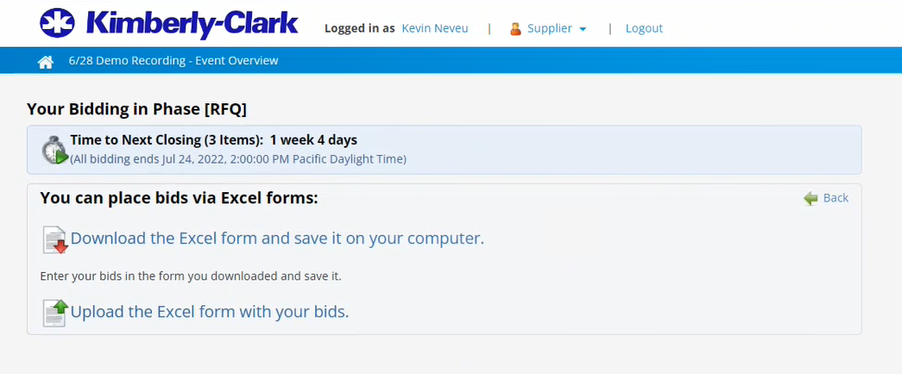 Kimberly-Clark
Logged in as Kevin Neveu | Supplier | Logout
6/28 Demo Recording - Event Overview
Your Bidding in Phase [RFQ]
Time to Next Closing (3 Items): 1 week 4 days
(All bidding ends Jul 24, 2022, 2:00:00 PM Pacific Daylight Time)
You can place bids via Excel forms:
Back
Download the Excel form and save it on your computer.
Enter your bids in the form you downloaded and save it.
Upload the Excel form with your bids.